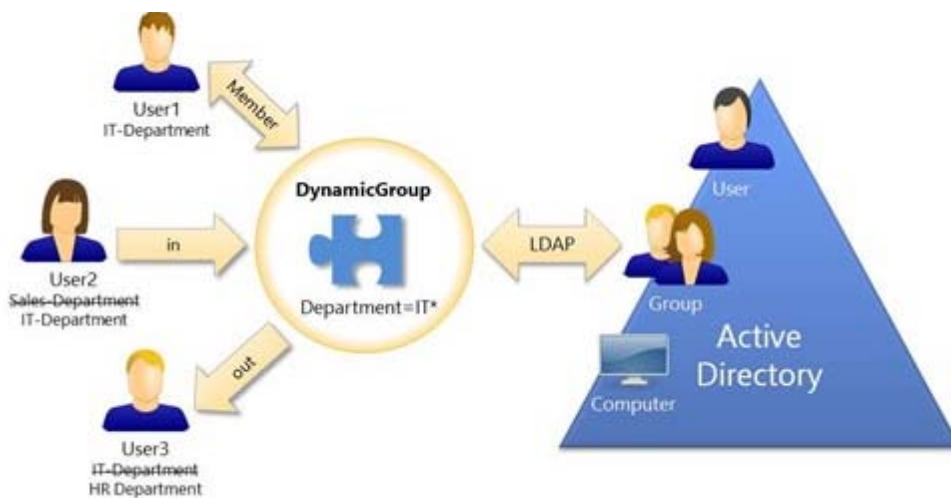 User1
IT-Department
Member
User2
Sales-Department
IT-Department
in
DynamicGroup
Department=IT*
out
User3
IT-Department
HR Department
LDAP
User
Group
Computer
Active
Directory